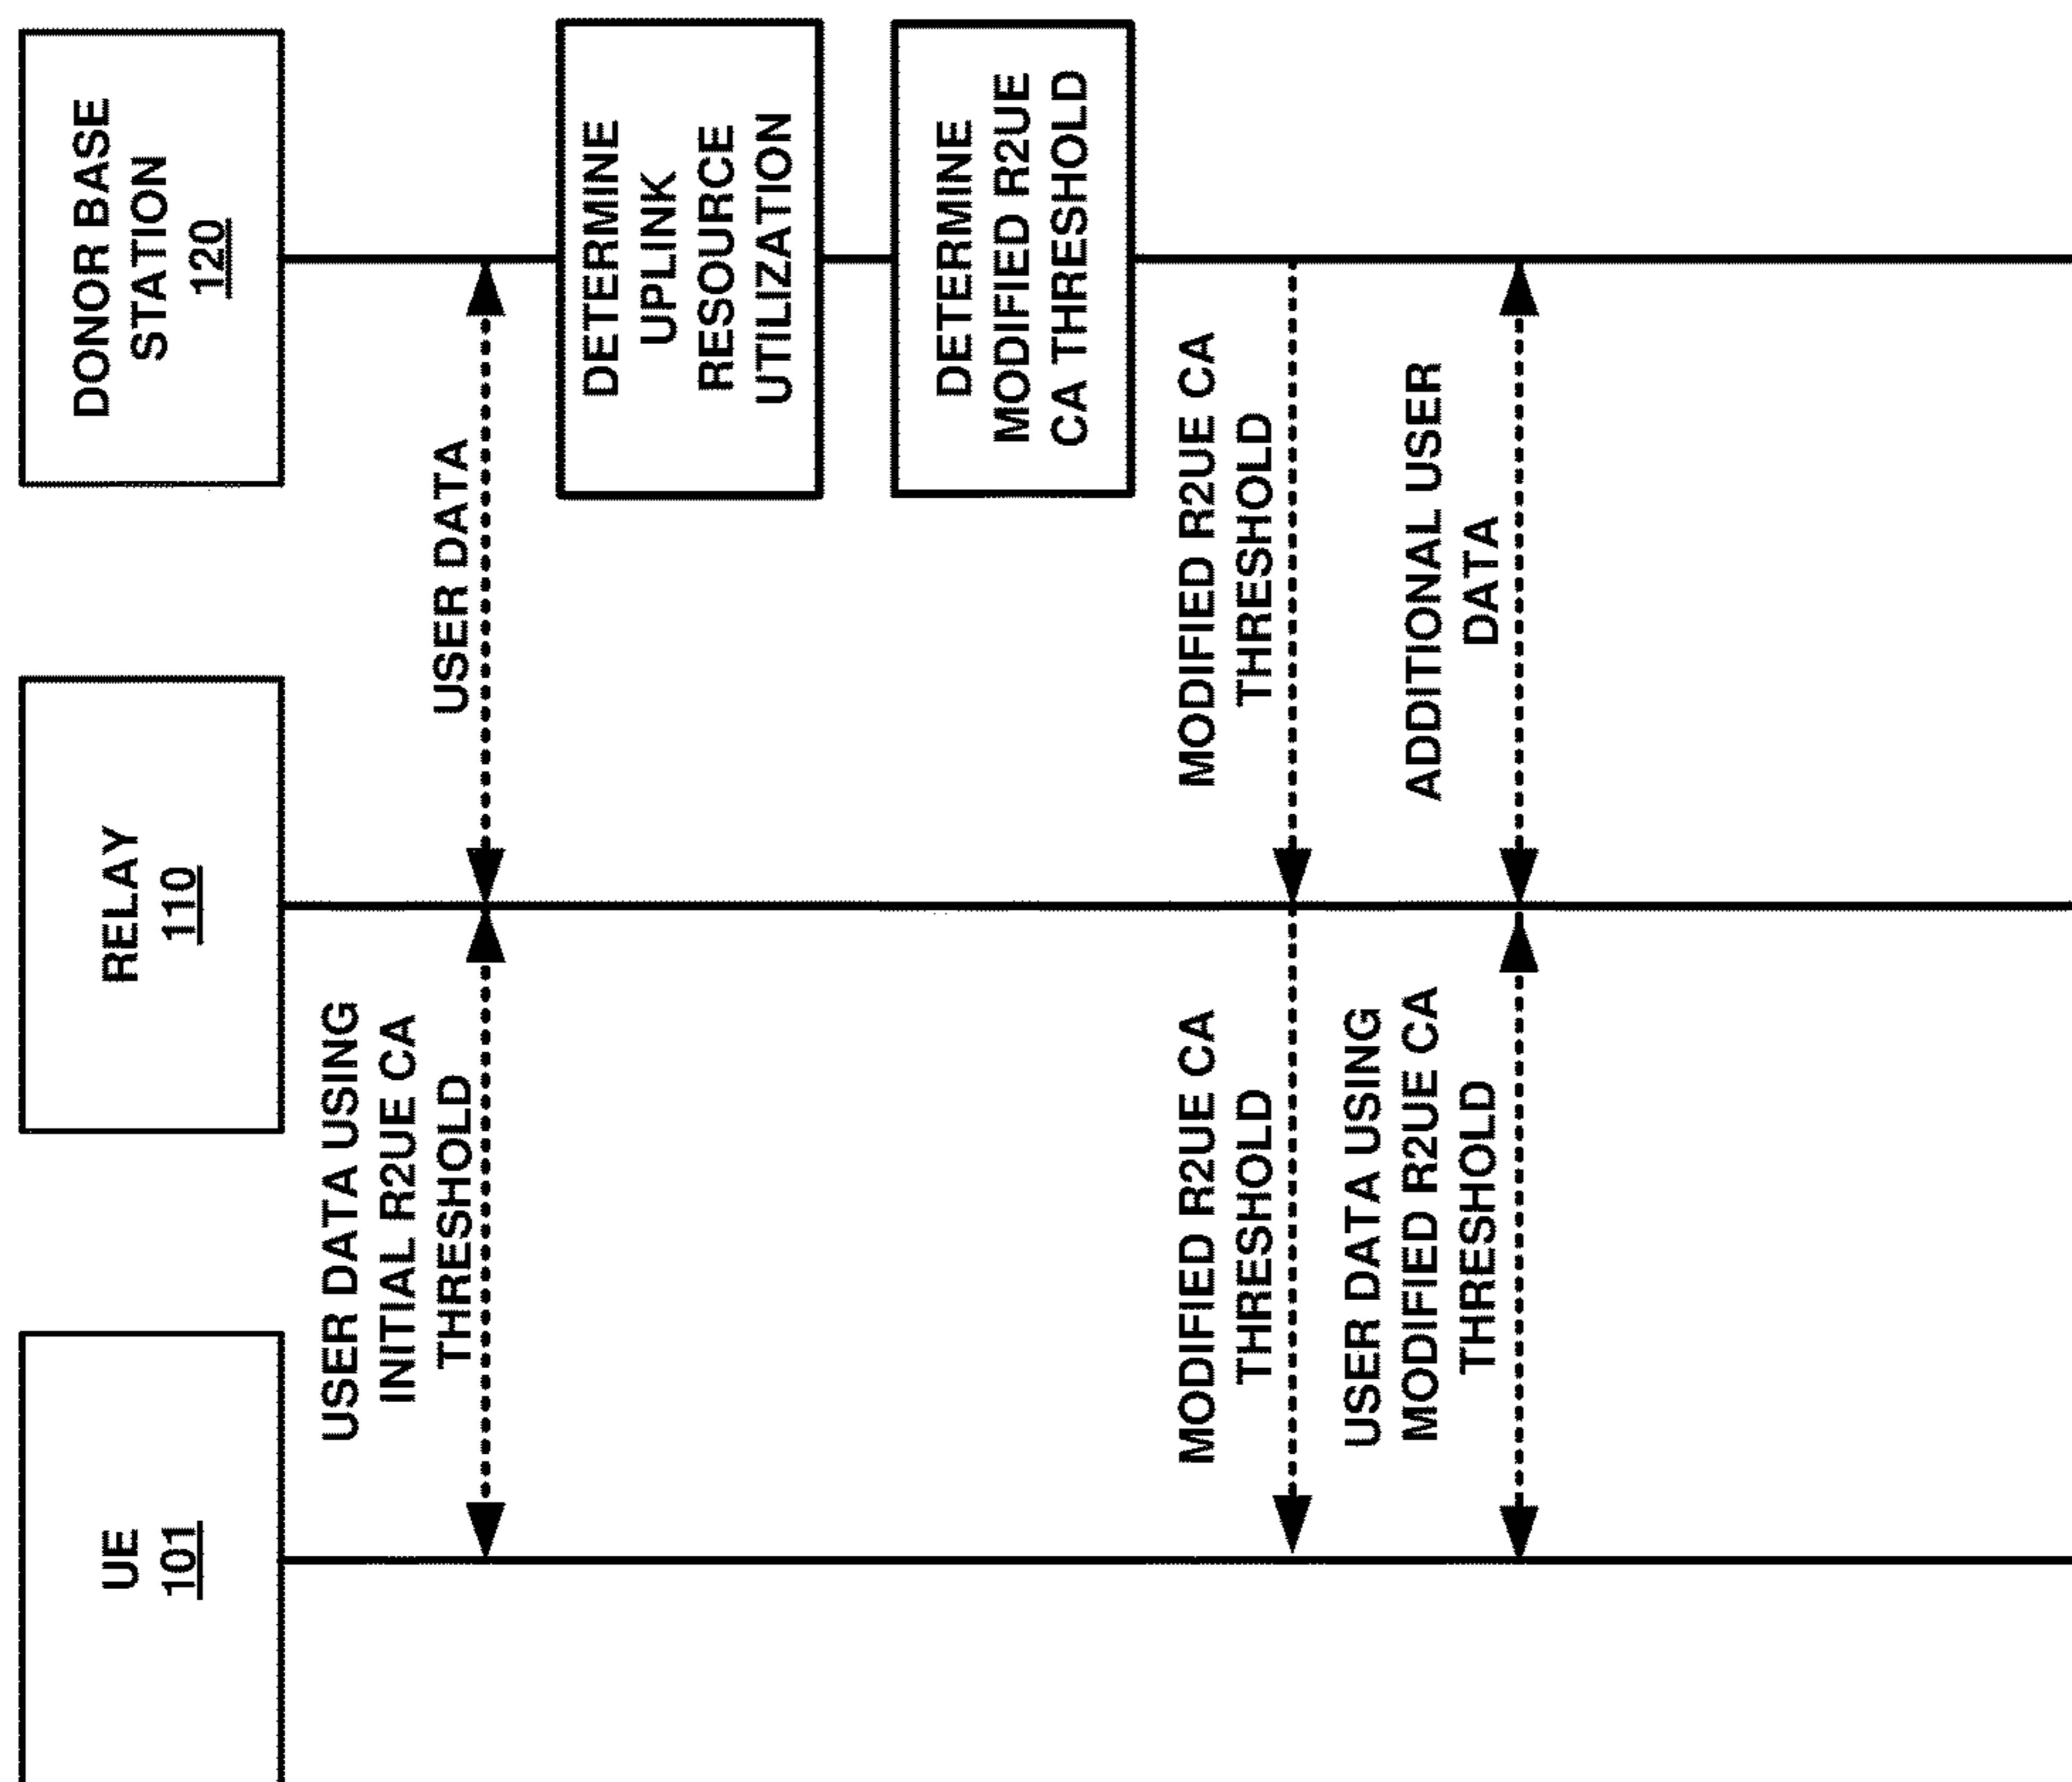 UE
101
RELAY
110
DONOR BASE
STATION
120
USER DATA USING
INITIAL R2UE CA
THRESHOLD
USER DATA
DETERMINE
UPLINK
RESOURCE
UTILIZATION
DETERMINE
MODIFIED R2UE
CA THRESHOLD
MODIFIED R2UE CA
THRESHOLD
MODIFIED R2UE CA
THRESHOLD
USER DATA USING
MODIFIED R2UE CA
THRESHOLD
ADDITIONAL USER
DATA